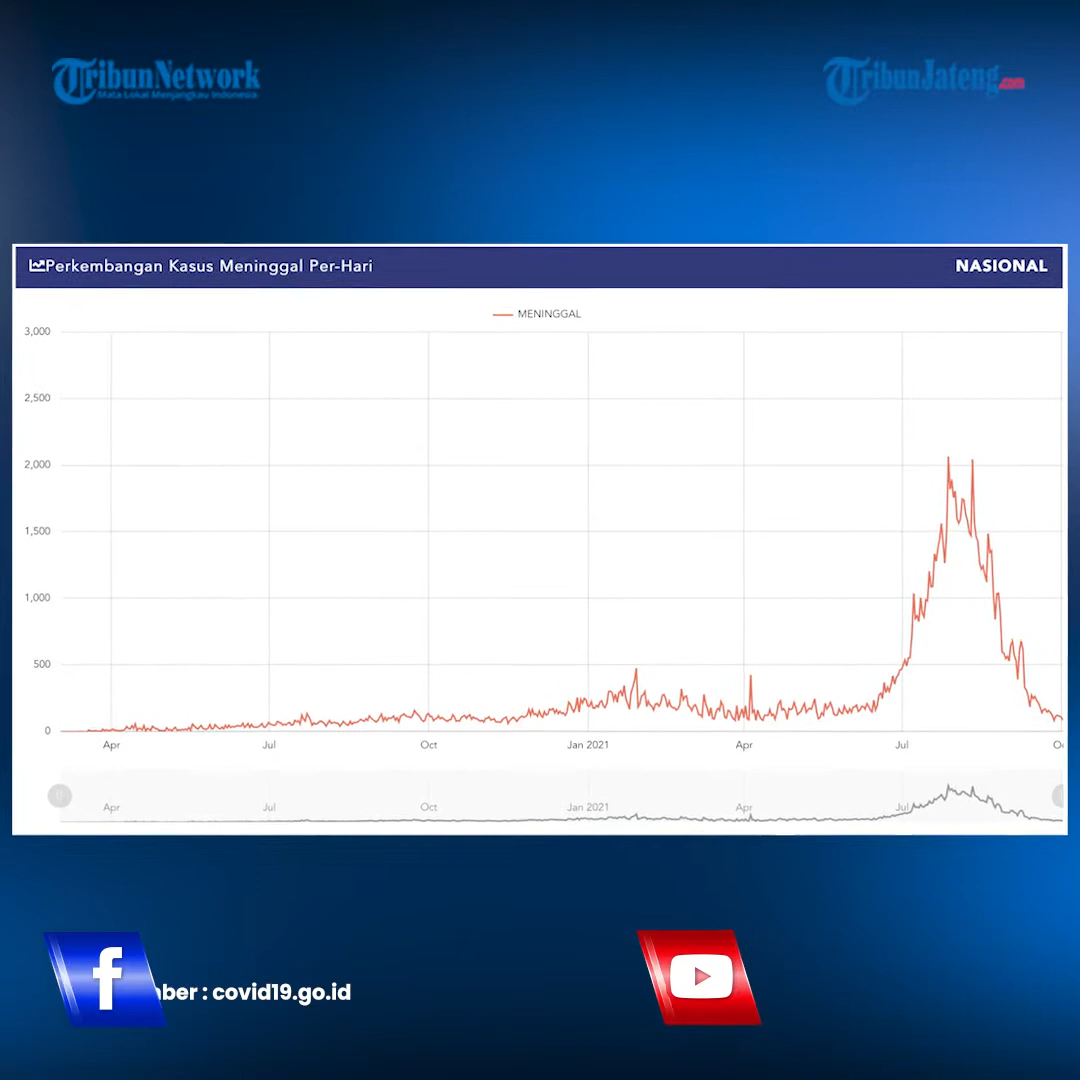 TribunNetwork
Mata Lokal Menjangkau Indonesia
TribunJateng.com
Perkembangan Kasus Meninggal Per-Hari
NASIONAL
MENINGGAL
3,000
2,500
2,000
1,500
1,000
500
0
Apr
Jul
Oct
Jan 2021
Apr
Jul
Apr
Jul
Oct
Jan 2021
Apr
Jul
: covid19.go.id